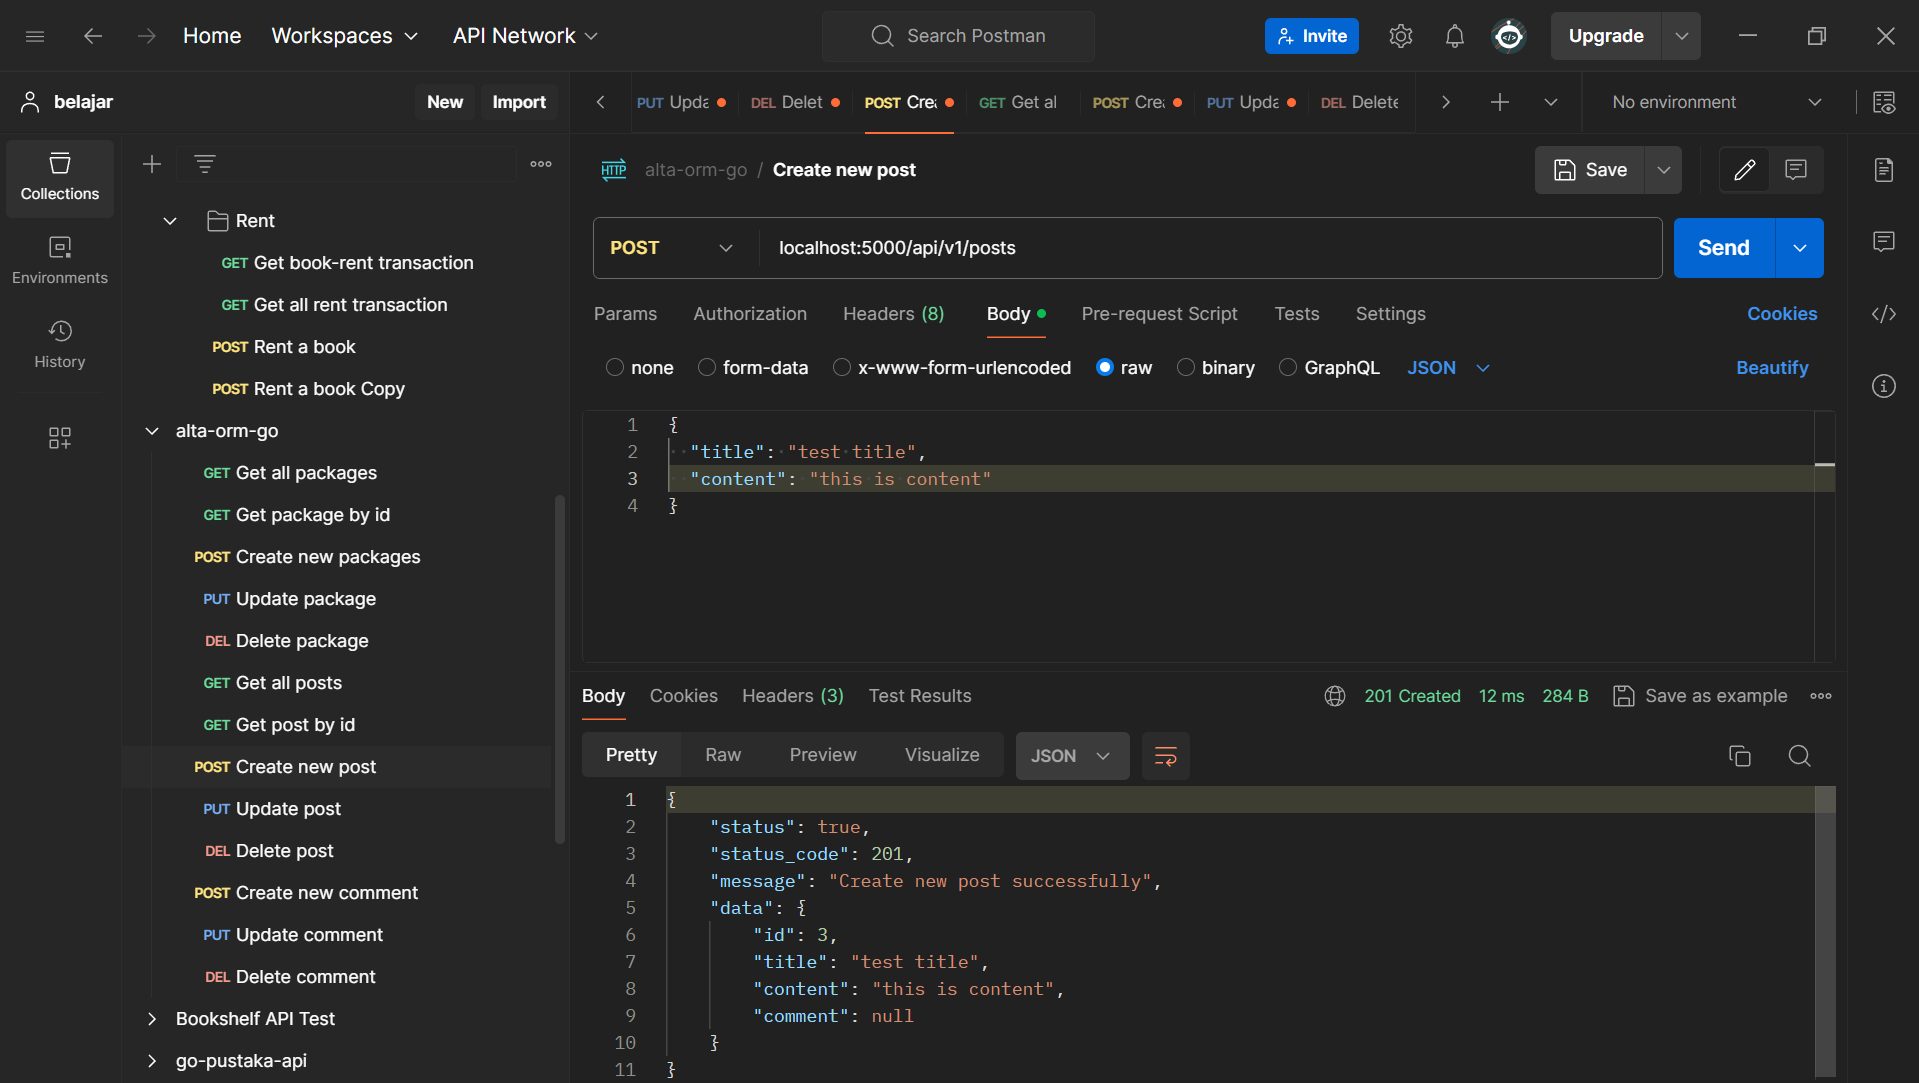 Home Workspaces API Network Search Postman Invite Upgrade
belajar New Import PUT Upda DEL Delet POST Crea GET Get al POST Crea PUT Upda DEL Delete No environment
Collections
Environments
History
Rent
GET Get book-rent transaction
GET Get all rent transaction
POST Rent a book
POST Rent a book Copy
alta-orm-go
GET Get all packages
GET Get package by id
POST Create new packages
PUT Update package
DEL Delete package
GET Get all posts
GET Get post by id
POST Create new post
PUT Update post
DEL Delete post
POST Create new comment
PUT Update comment
DEL Delete comment
Bookshelf API Test
go-pustaka-api
HTTP alta-orm-go / Create new post Save
POST localhost:5000/api/v1/posts Send
Params Authorization Headers (8) Body Pre-request Script Tests Settings Cookies
none form-data x-www-form-urlencoded raw binary GraphQL JSON Beautify
1 {
2 "title": "test title",
3 "content": "this is content"
4 }
Body Cookies Headers (3) Test Results 201 Created 12 ms 284 B Save as example
Pretty Raw Preview Visualize JSON
1 {
2 "status": true,
3 "status_code": 201,
4 "message": "Create new post successfully",
5 "data": {
6 "id": 3,
7 "title": "test title",
8 "content": "this is content",
9 "comment": null
10 }
11 }